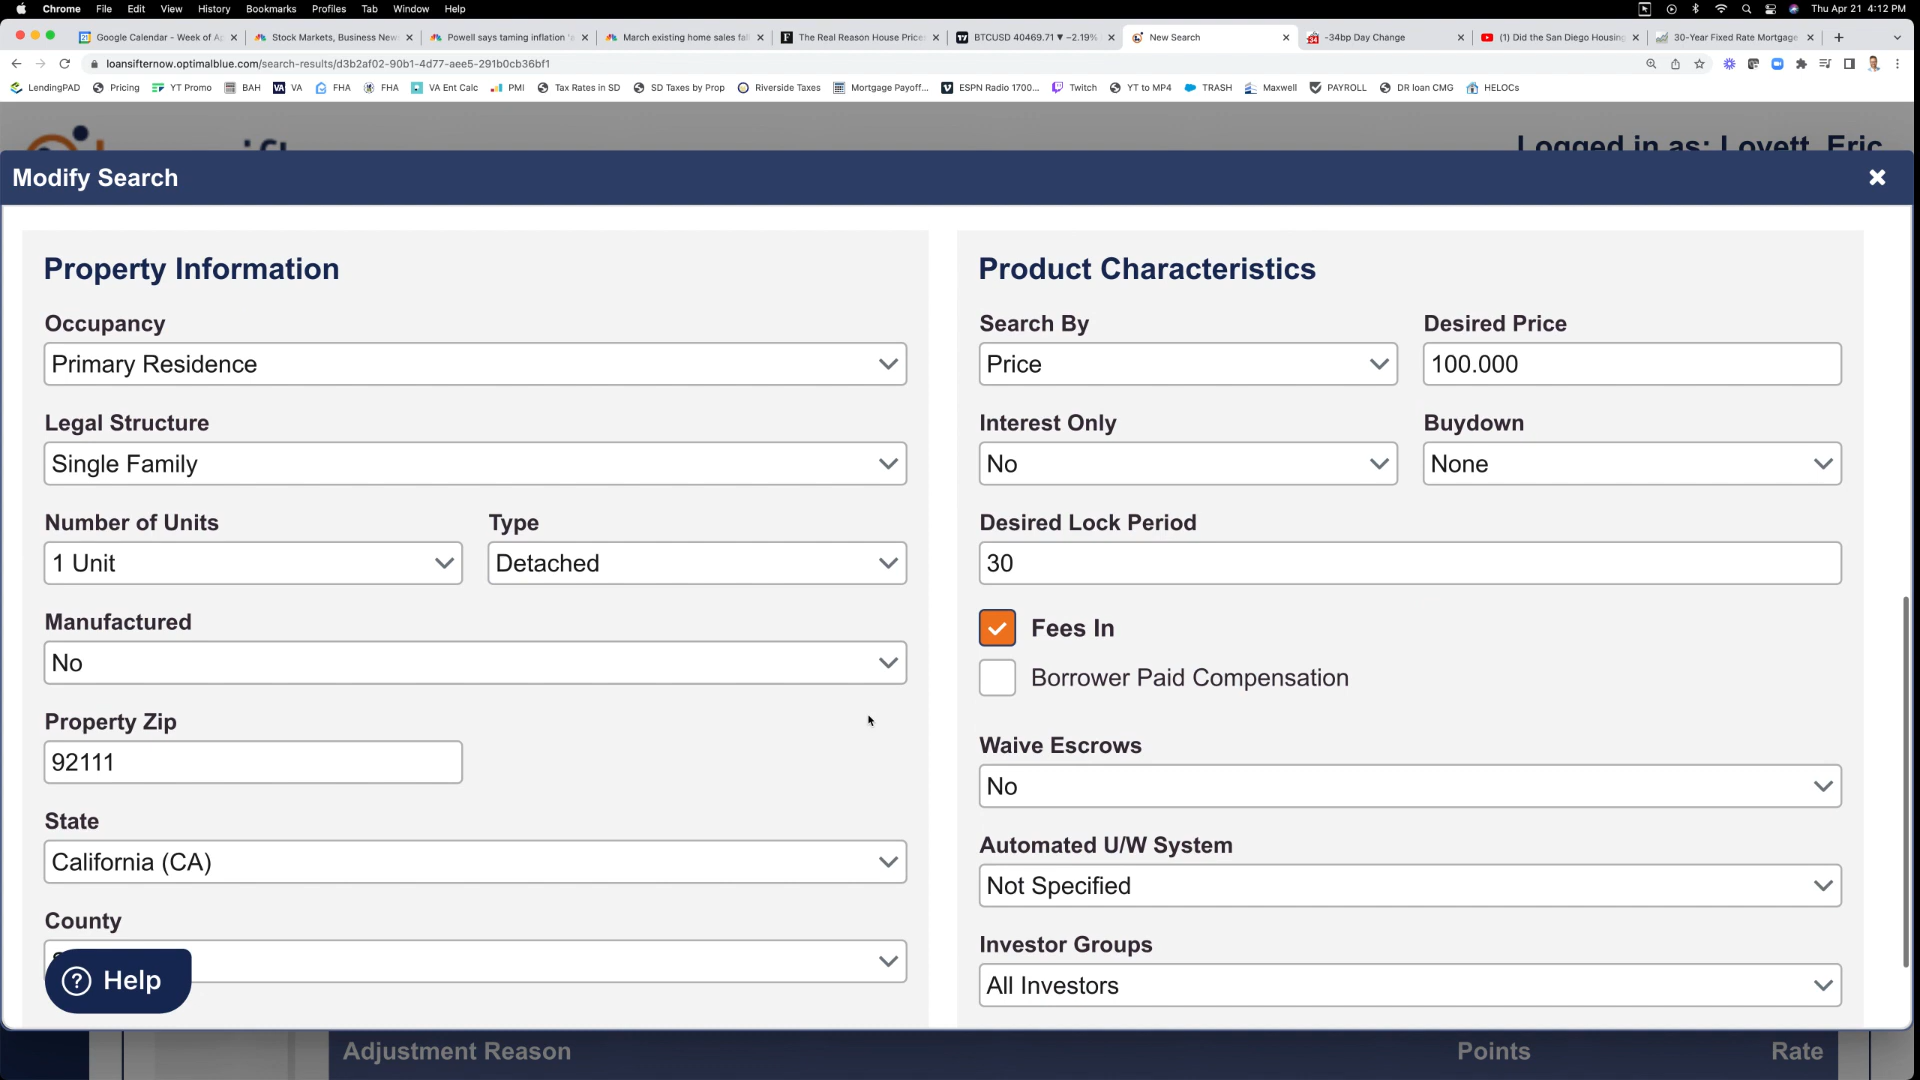 Chrome File Edit View History Bookmarks Profiles Tab Window Help Thu Apr 21 4:12 PM
Google Calendar - Week of A Stock Markets, Business New Powell says taming inflation March existing home sales fal The Real Reason House Price BTCUSD 40469.71 ▼ −2.19% New Search -34bp Day Change (1) Did the San Diego Housing 30-Year Fixed Rate Mortgage
loansifternow.optimalblue.com/search-results/d3b2af02-90b1-4d77-aee5-291b0cb36bf1
LendingPAD Pricing YT Promo BAH VA FHA FHA VA Ent Calc PMI Tax Rates in SD SD Taxes by Prop Riverside Taxes Mortgage Payoff... ESPN Radio 1700... Twitch YT to MP4 TRASH Maxwell PAYROLL DR loan CMG HELOCs
Logged in as: Lovett, Eric
Modify Search
Property Information
Occupancy
Primary Residence
Legal Structure
Single Family
Number of Units Type
1 Unit Detached
Manufactured
No
Property Zip
92111
State
California (CA)
County
Help
Product Characteristics
Search By Desired Price
Price 100.000
Interest Only Buydown
No None
Desired Lock Period
30
Fees In
Borrower Paid Compensation
Waive Escrows
No
Automated U/W System
Not Specified
Investor Groups
All Investors
Adjustment Reason Points Rate